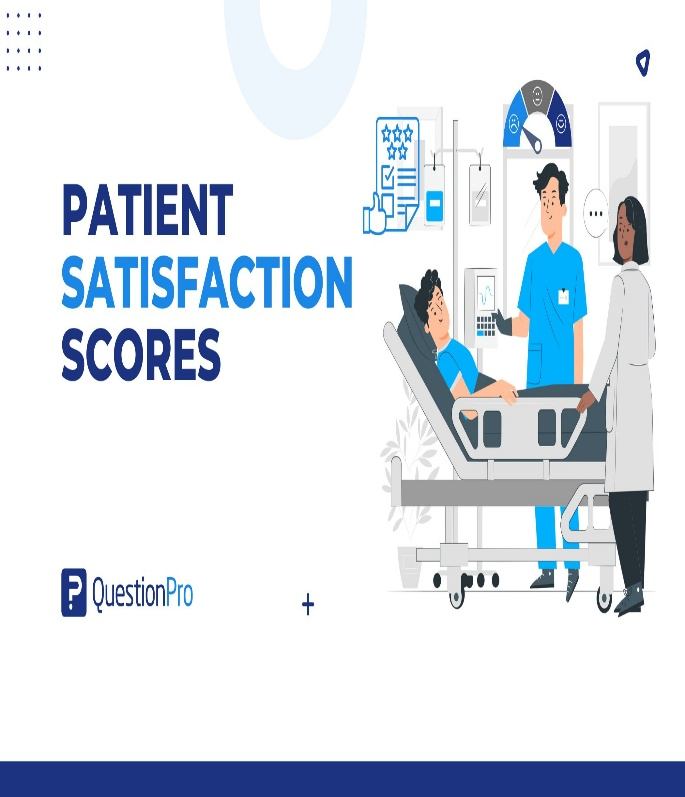 PATIENT
SATISFACTION
SCORES
QuestionPro